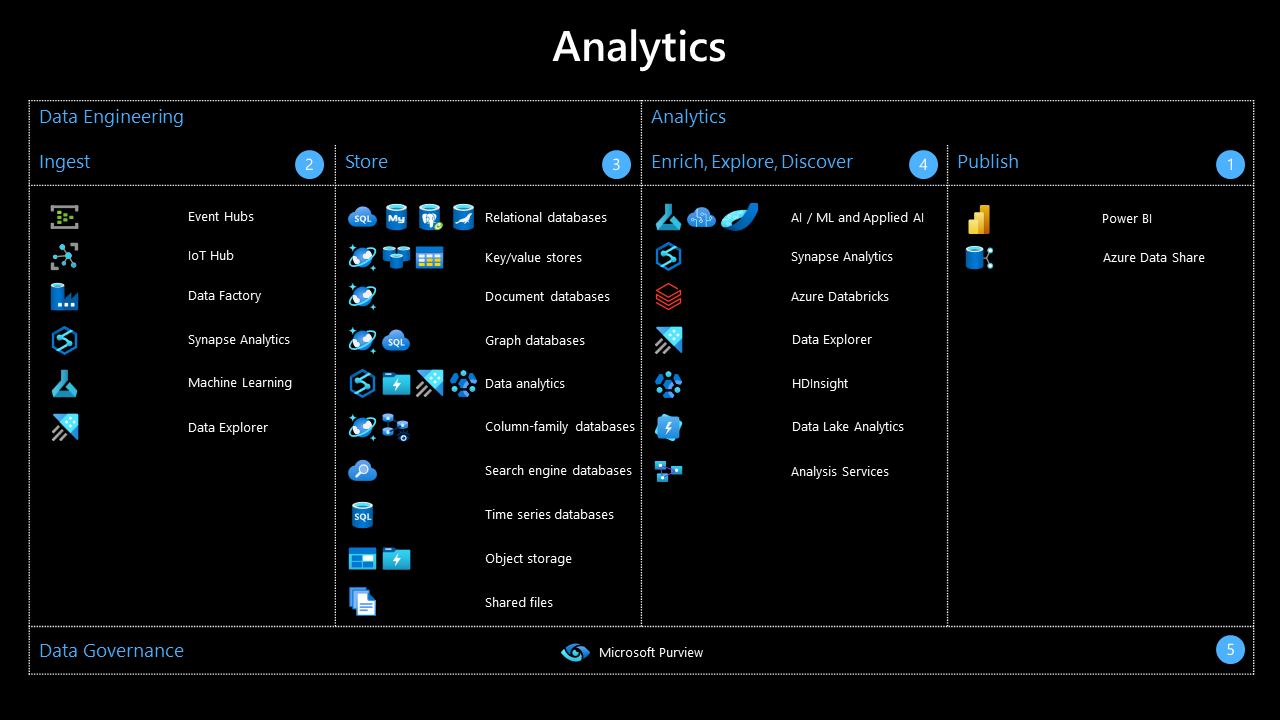 Analytics
Data Engineering
Analytics
Ingest
2
Store
3
Enrich, Explore, Discover
4
Publish
1
Event Hubs
IoT Hub
Data Factory
Synapse Analytics
Machine Learning
Data Explorer
SQL
My
Relational databases
Key/value stores
Document databases
SQL
Graph databases
Data analytics
Column-family databases
Search engine databases
SQL
Time series databases
Object storage
Shared files
AI / ML and Applied AI
Synapse Analytics
Azure Databricks
Data Explorer
HDInsight
Data Lake Analytics
Analysis Services
Power BI
Azure Data Share
Data Governance
Microsoft Purview
5